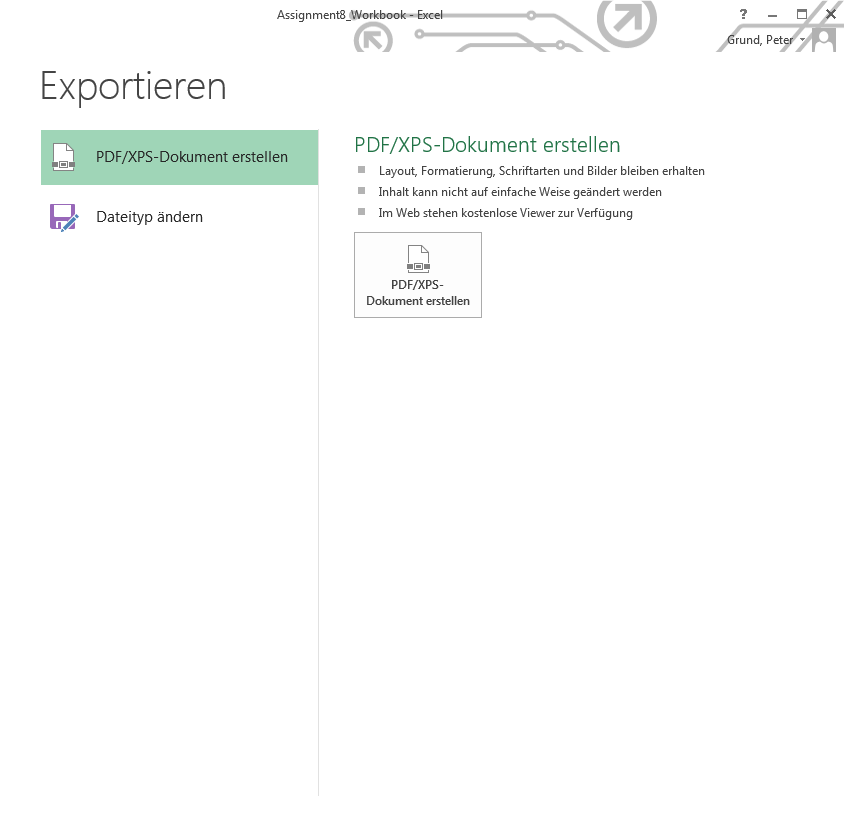 Assignment8_Workbook - Excel
?
Grund, Peter
Exportieren
PDF/XPS-Dokument erstellen
Dateityp ändern
PDF/XPS-Dokument erstellen
Layout, Formatierung, Schriftarten und Bilder bleiben erhalten
Inhalt kann nicht auf einfache Weise geändert werden
Im Web stehen kostenlose Viewer zur Verfügung
PDF/XPS-
Dokument erstellen